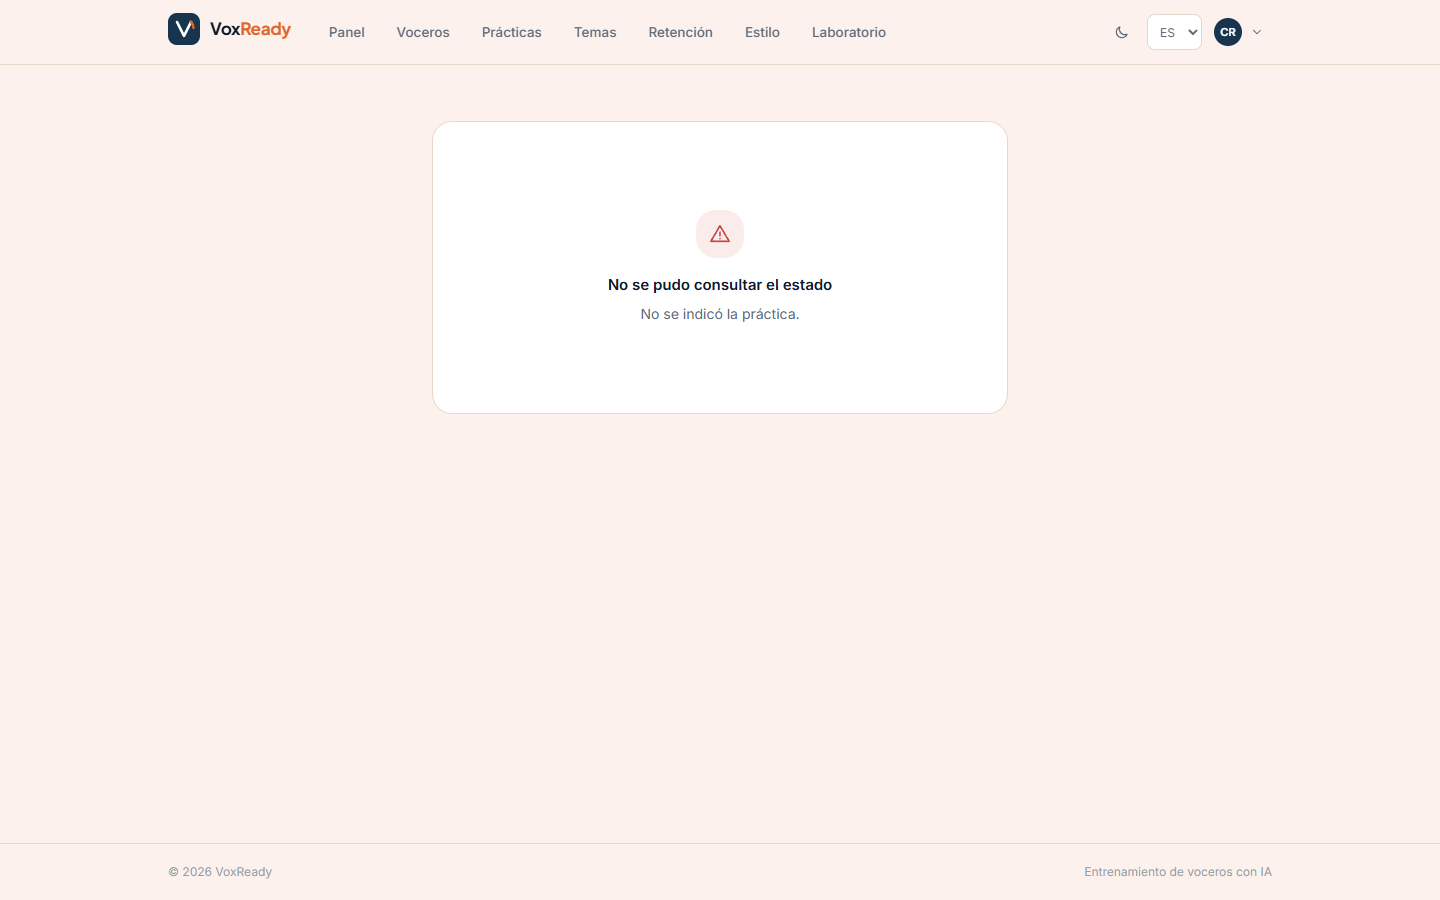 VoxReady
Panel
Voceros
Prácticas
Temas
Retención
Estilo
Laboratorio
ES
CR
No se pudo consultar el estado
No se indicó la práctica.
© 2026 VoxReady
Entrenamiento de voceros con IA